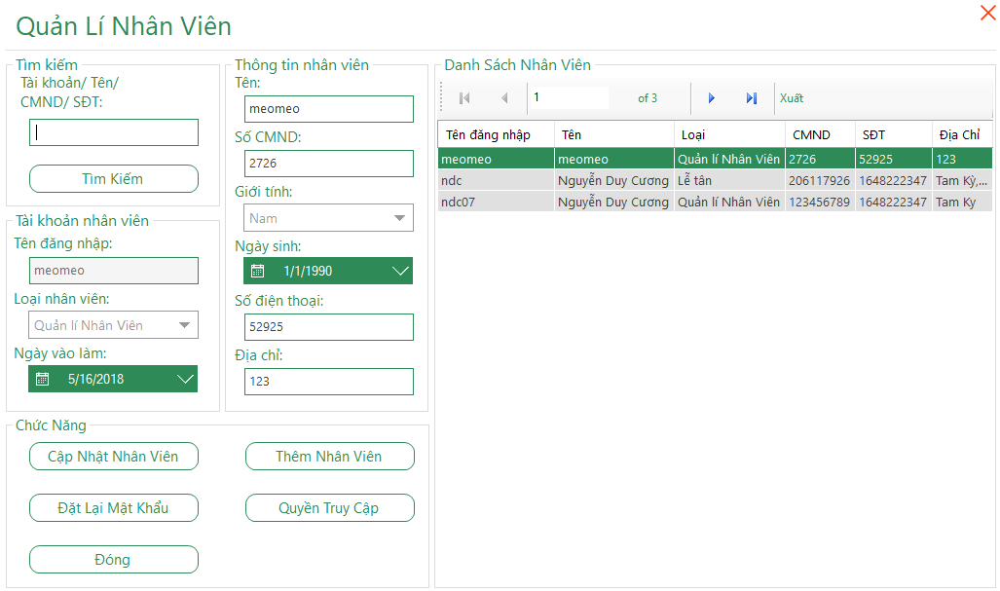 Quản Lí Nhân Viên
Tìm kiếm
Tài khoản/ Tên/
CMND/ SĐT:
Tìm Kiếm
Tài khoản nhân viên
Tên đăng nhập:
meomeo
Loại nhân viên:
Quản lí Nhân Viên
Ngày vào làm:
5/16/2018
Thông tin nhân viên
Tên:
meomeo
Số CMND:
2726
Giới tính:
Nam
Ngày sinh:
1/1/1990
Số điện thoại:
52925
Địa chỉ:
123
Chức Năng
Cập Nhật Nhân Viên
Thêm Nhân Viên
Đặt Lại Mật Khẩu
Quyền Truy Cập
Đóng
Danh Sách Nhân Viên
1 of 3 Xuất
Tên đăng nhập Tên Loại CMND SĐT Địa Chỉ
meomeo meomeo Quản lí Nhân Viên 2726 52925 123
ndc Nguyễn Duy Cương Lễ tân 206117926 1648222347 Tam Kỳ,...
ndc07 Nguyễn Duy Cương Quản lí Nhân Viên 123456789 1648222347 Tam Ky